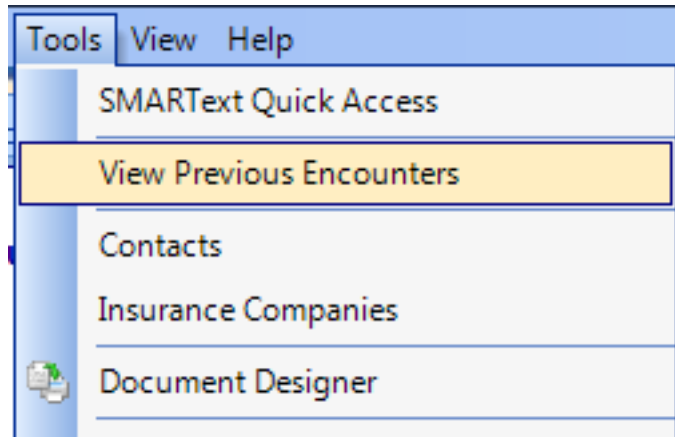 Tools View Help
SMARText Quick Access
View Previous Encounters
Contacts
Insurance Companies
Document Designer